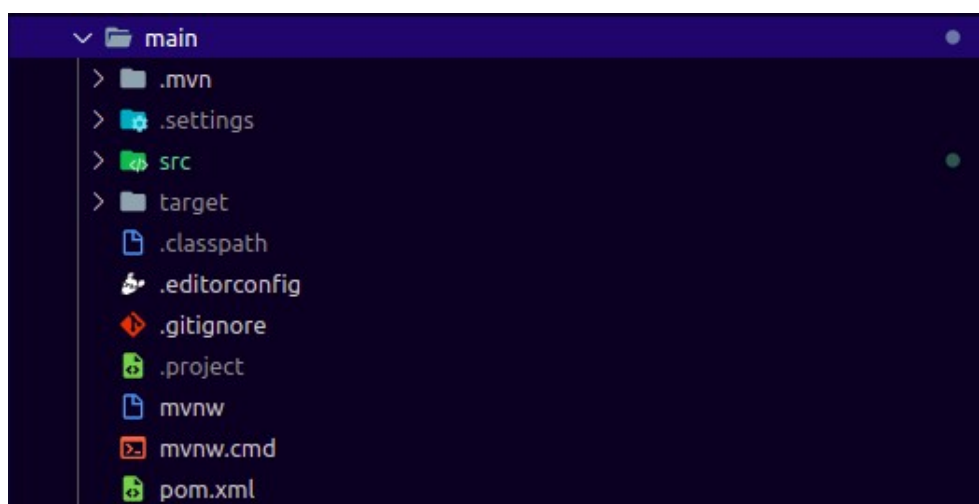 main
.mvn
.settings
src
target
.classpath
.editorconfig
.gitignore
.project
mvnw
mvnw.cmd
pom.xml